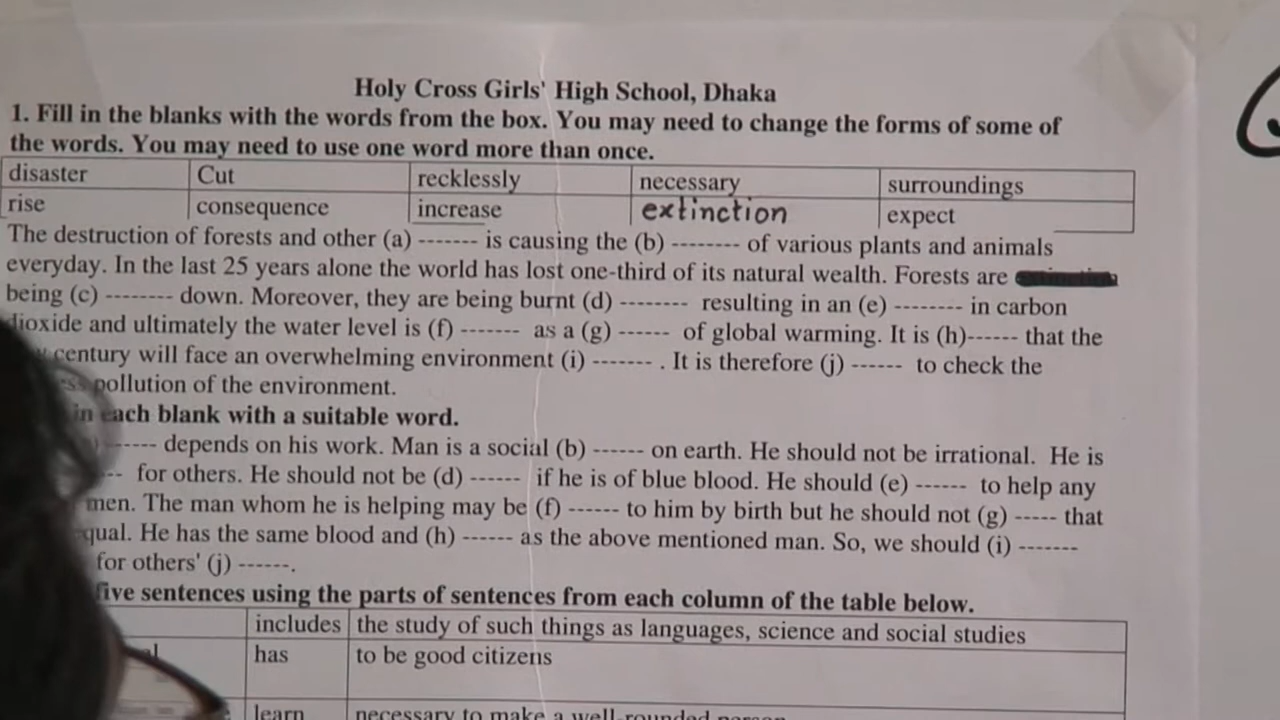 Holy Cross Girls' High School, Dhaka
1. Fill in the blanks with the words from the box. You may need to change the forms of some of
the words. You may need to use one word more than once.
disaster Cut recklessly necessary surroundings
rise consequence increase extinction expect
The destruction of forests and other (a) ------- is causing the (b) -------- of various plants and animals
everyday. In the last 25 years alone the world has lost one-third of its natural wealth. Forests are
being (c) -------- down. Moreover, they are being burnt (d) -------- resulting in an (e) -------- in carbon
dioxide and ultimately the water level is (f) ------- as a (g) ------ of global warming. It is (h)------ that the
century will face an overwhelming environment (i) ------- . It is therefore (j) ------ to check the
pollution of the environment.
in each blank with a suitable word.
------ depends on his work. Man is a social (b) ------ on earth. He should not be irrational. He is
-- for others. He should not be (d) ------ if he is of blue blood. He should (e) ------ to help any
men. The man whom he is helping may be (f) ------ to him by birth but he should not (g) ----- that
qual. He has the same blood and (h) ------ as the above mentioned man. So, we should (i) -------
for others' (j) ------.
five sentences using the parts of sentences from each column of the table below.
includes the study of such things as languages, science and social studies
has to be good citizens
learn necessary to make a well-rounded person